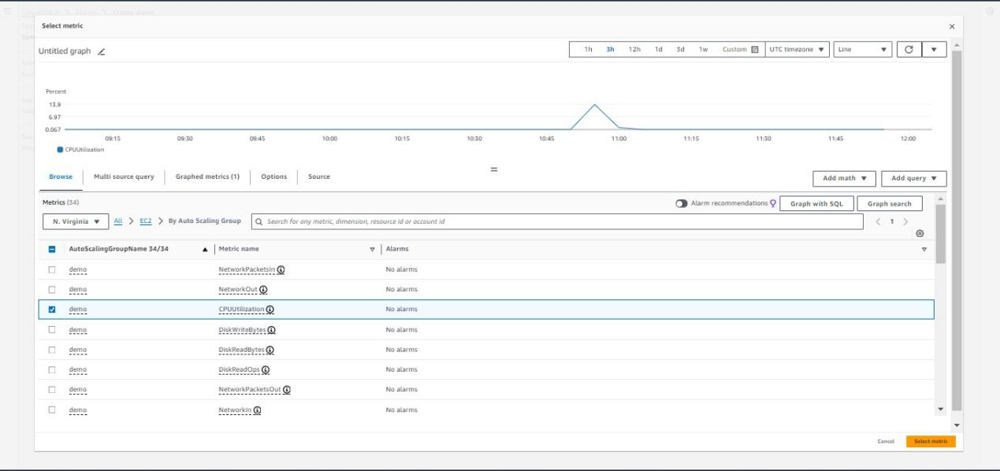 CloudWatch > Alarms > Create alarm
Select metric
Untitled graph
1h 3h 12h 1d 3d 1w Custom UTC timezone Line
Percent
13.9
6.97
0.067
09:15 09:30 09:45 10:00 10:15 10:30 10:45 11:00 11:15 11:30 11:45 12:00
CPUUtilization
Browse Multi source query Graphed metrics (1) Options Source Add math Add query
Metrics (34) Alarm recommendations Graph with SQL Graph search
N. Virginia All > EC2 > By Auto Scaling Group Search for any metric, dimension, resource id or account id 1
AutoScalingGroupName 34/34 Metric name Alarms
demo NetworkPacketsIn No alarms
demo NetworkOut No alarms
demo CPUUtilization No alarms
demo DiskWriteBytes No alarms
demo DiskReadBytes No alarms
demo DiskReadOps No alarms
demo NetworkPacketsOut No alarms
demo NetworkIn No alarms
Cancel Select metric